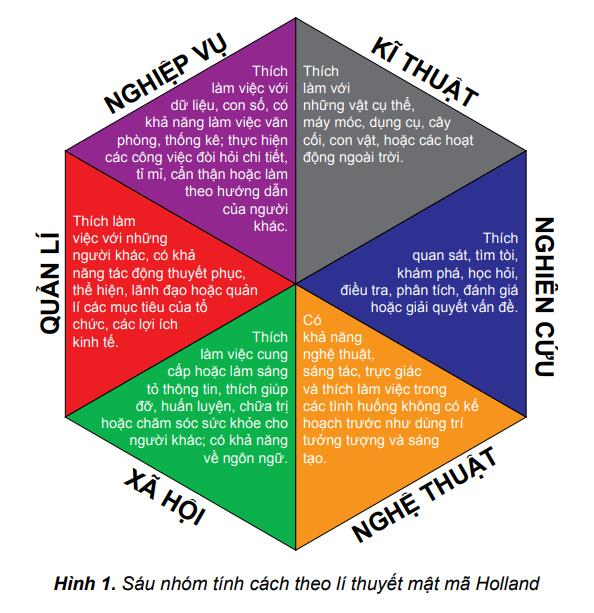 KĨ THUẬT
Thích
làm với
những vật cụ thể,
máy móc, dụng cụ, cây
cối, con vật, hoặc các hoạt
động ngoài trời.
NGHIÊN CỨU
Thích
quan sát, tìm tòi,
khám phá, học hỏi,
điều tra, phân tích, đánh giá
hoặc giải quyết vấn đề.
NGHỆ THUẬT
Có
khả năng
nghệ thuật,
sáng tác, trực giác
và thích làm việc trong
các tình huống không có kế
hoạch trước như dùng trí
tưởng tượng và sáng
tạo.
XÃ HỘI
Thích
làm việc cung
cấp hoặc làm sáng
tỏ thông tin, thích giúp
đỡ, huấn luyện, chữa trị
hoặc chăm sóc sức khỏe cho
người khác; có khả năng
về ngôn ngữ.
QUẢN LÍ
Thích làm
việc với những
người khác, có khả
năng tác động thuyết phục,
thể hiện, lãnh đạo hoặc quản
lí các mục tiêu của tổ
chức, các lợi ích
kinh tế.
NGHIỆP VỤ
Thích
làm việc với
dữ liệu, con số, có
khả năng làm việc văn
phòng, thống kê; thực hiện
các công việc đòi hỏi chi tiết,
tỉ mỉ, cẩn thận hoặc làm
theo hướng dẫn
của người
khác.
Hình 1. Sáu nhóm tính cách theo lí thuyết mật mã Holland